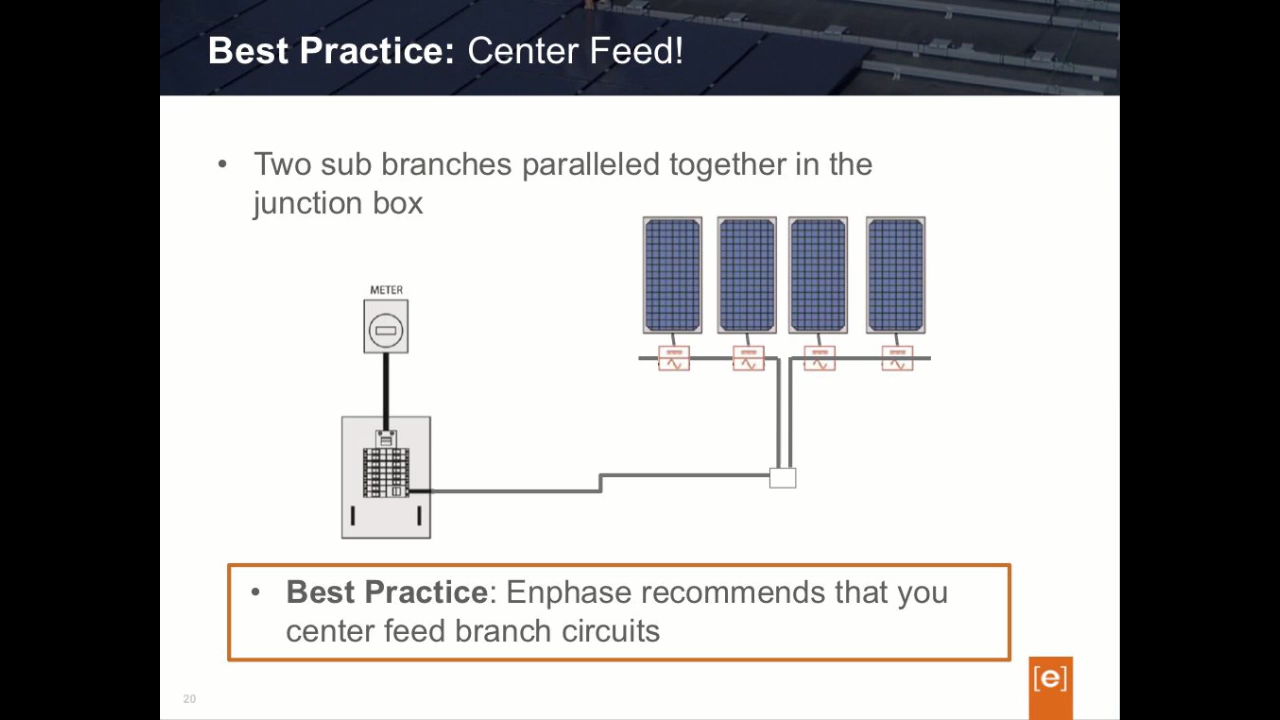 Best Practice: Center Feed!
• Two sub branches paralleled together in the
junction box
METER
• Best Practice: Enphase recommends that you
center feed branch circuits
20
[e]